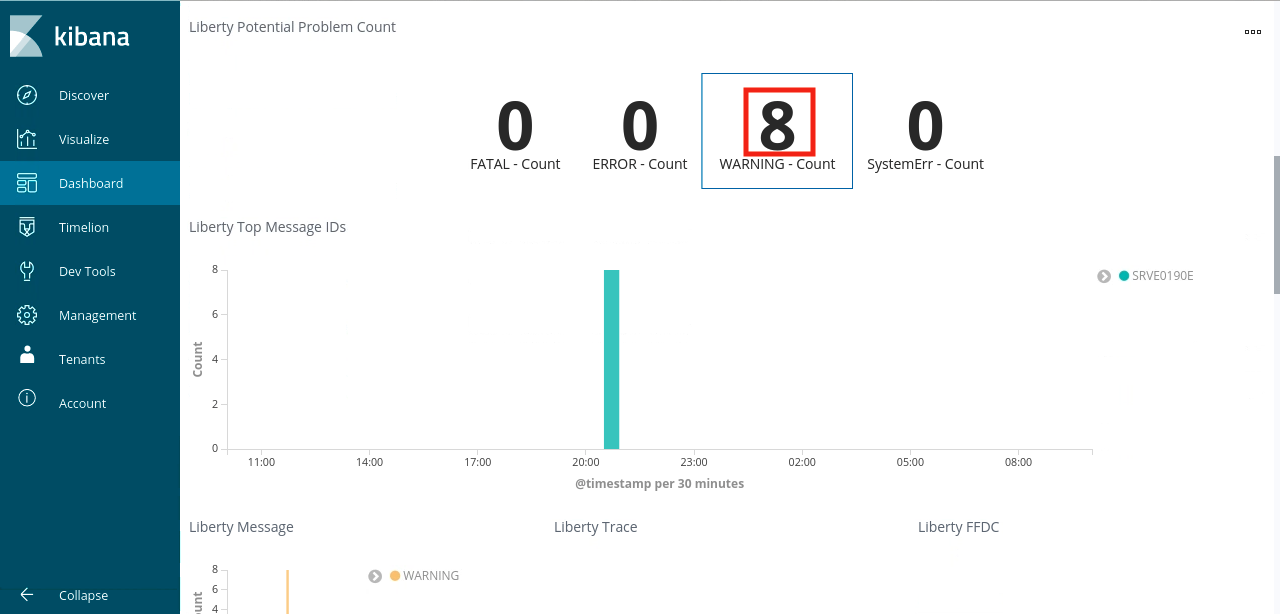 kibana
Discover
Visualize
Dashboard
Timelion
Dev Tools
Management
Tenants
Account
Collapse
Liberty Potential Problem Count
0 0 8 0
FATAL - Count ERROR - Count WARNING - Count SystemErr - Count
Liberty Top Message IDs
8
6
4
2
0
Count
11:00 14:00 17:00 20:00 23:00 02:00 05:00 08:00
@timestamp per 30 minutes
SRVE0190E
Liberty Message Liberty Trace Liberty FFDC
8
6
4
WARNING